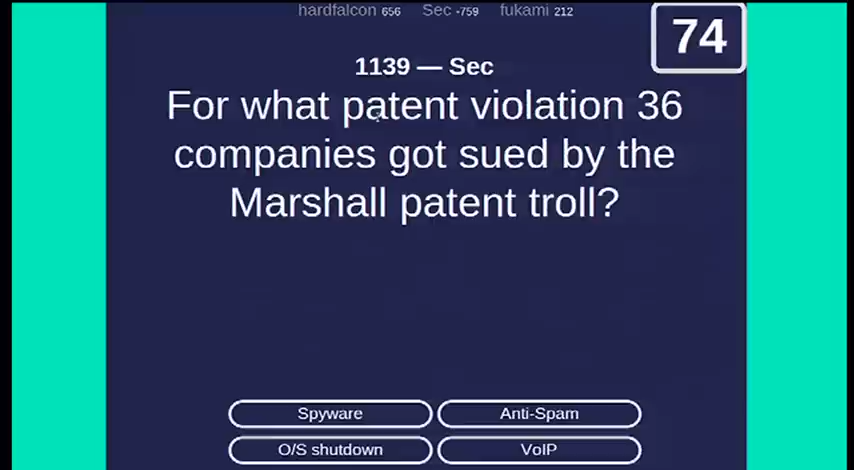 hardfalcon 656 Sec -759 fukami 212
74
1139 — Sec
For what patent violation 36
companies got sued by the
Marshall patent troll?
Spyware Anti-Spam
O/S shutdown VoIP